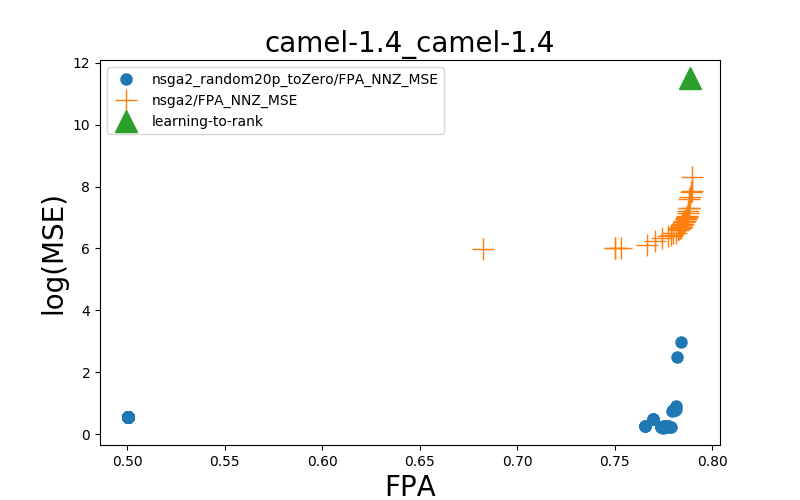 camel-1.4_camel-1.4
nsga2_random20p_toZero/FPA_NNZ_MSE
nsga2/FPA_NNZ_MSE
learning-to-rank
log(MSE)
12
10
8
6
4
2
0
0.50 0.55 0.60 0.65 0.70 0.75 0.80
FPA